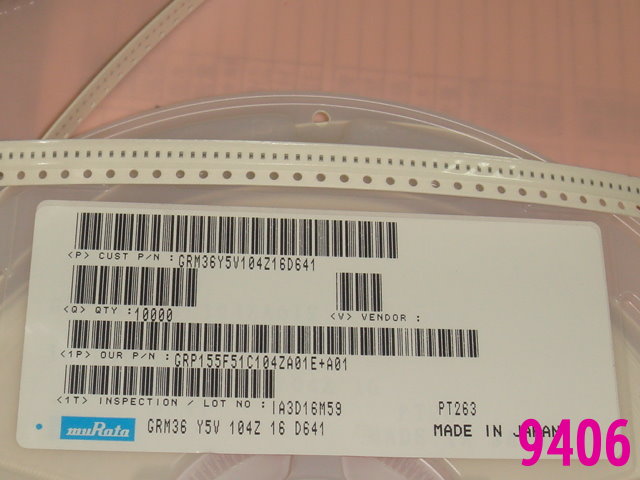 <P> CUST P/N : GRM36Y5V104Z16D641
<Q> QTY : 10000
<V> VENDOR :
<1P> OUR P/N : GRP155F51C104ZA01E+A01
<1T> INSPECTION / LOT NO : IA3D16M59 PT263
muRata GRM36 Y5V 104Z 16 D641 MADE IN JAPAN
9406